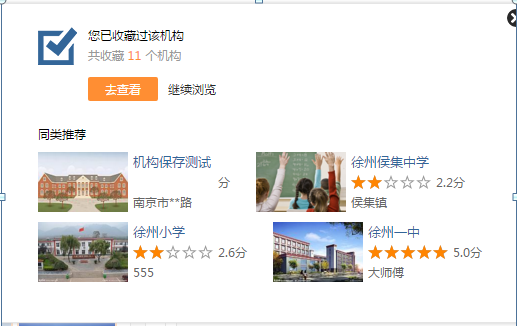 您已收藏过该机构
共收藏 11 个机构
去查看 继续浏览
同类推荐
机构保存测试
分
南京市**路
徐州侯集中学
2.2分
侯集镇
徐州小学
2.6分
555
徐州一中
5.0分
大师傅